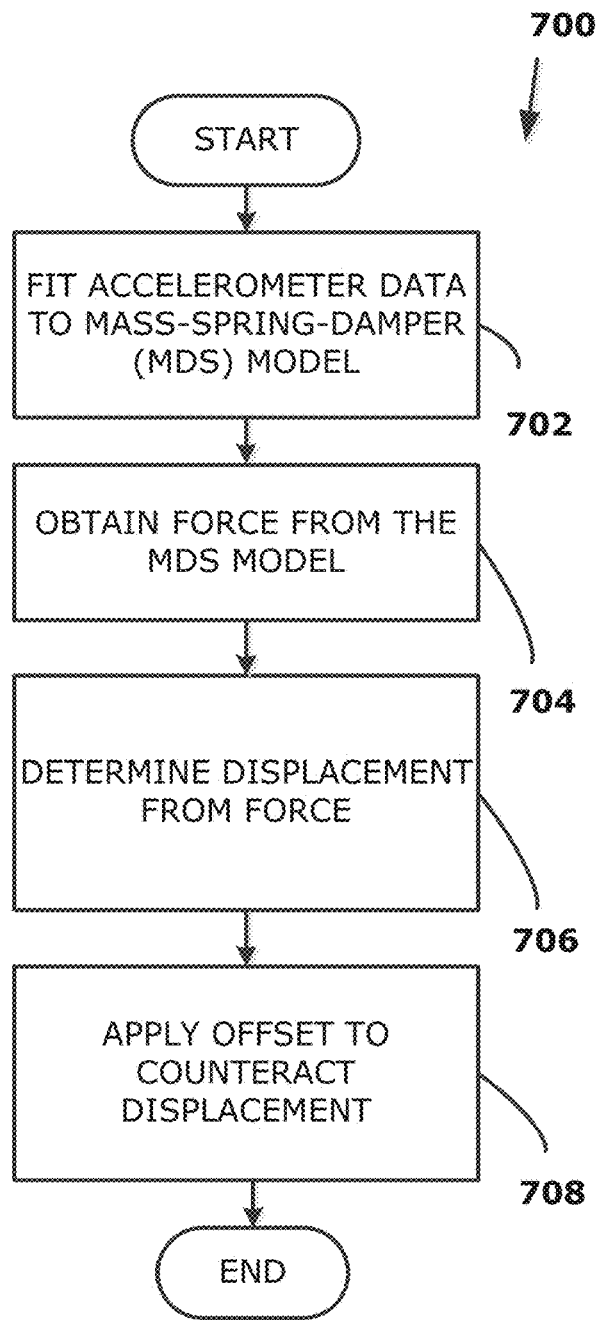 700
START
FIT ACCELEROMETER DATA
TO MASS-SPRING-DAMPER
(MDS) MODEL
702
OBTAIN FORCE FROM THE
MDS MODEL
704
DETERMINE DISPLACEMENT
FROM FORCE
706
APPLY OFFSET TO
COUNTERACT
DISPLACEMENT
708
END